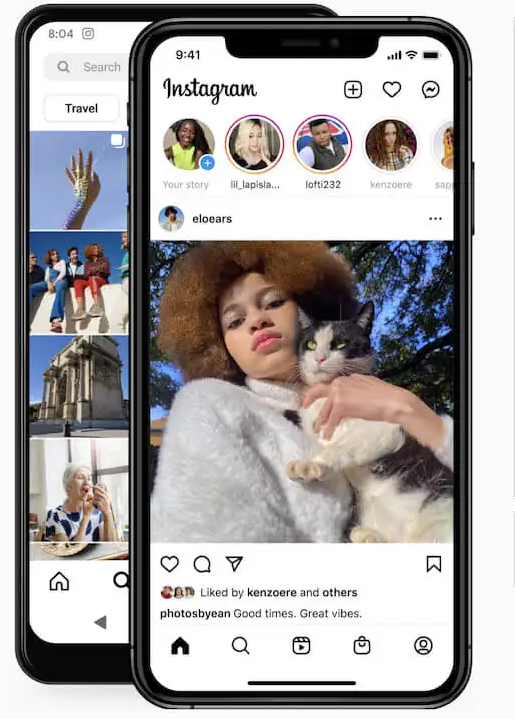 8:04
Search
Travel
9:41
Instagram
Your story
lil_lapisla...
lofti232
kenzoere
sapp
eloears
Liked by kenzoere and others
photosbyean Good times. Great vibes.